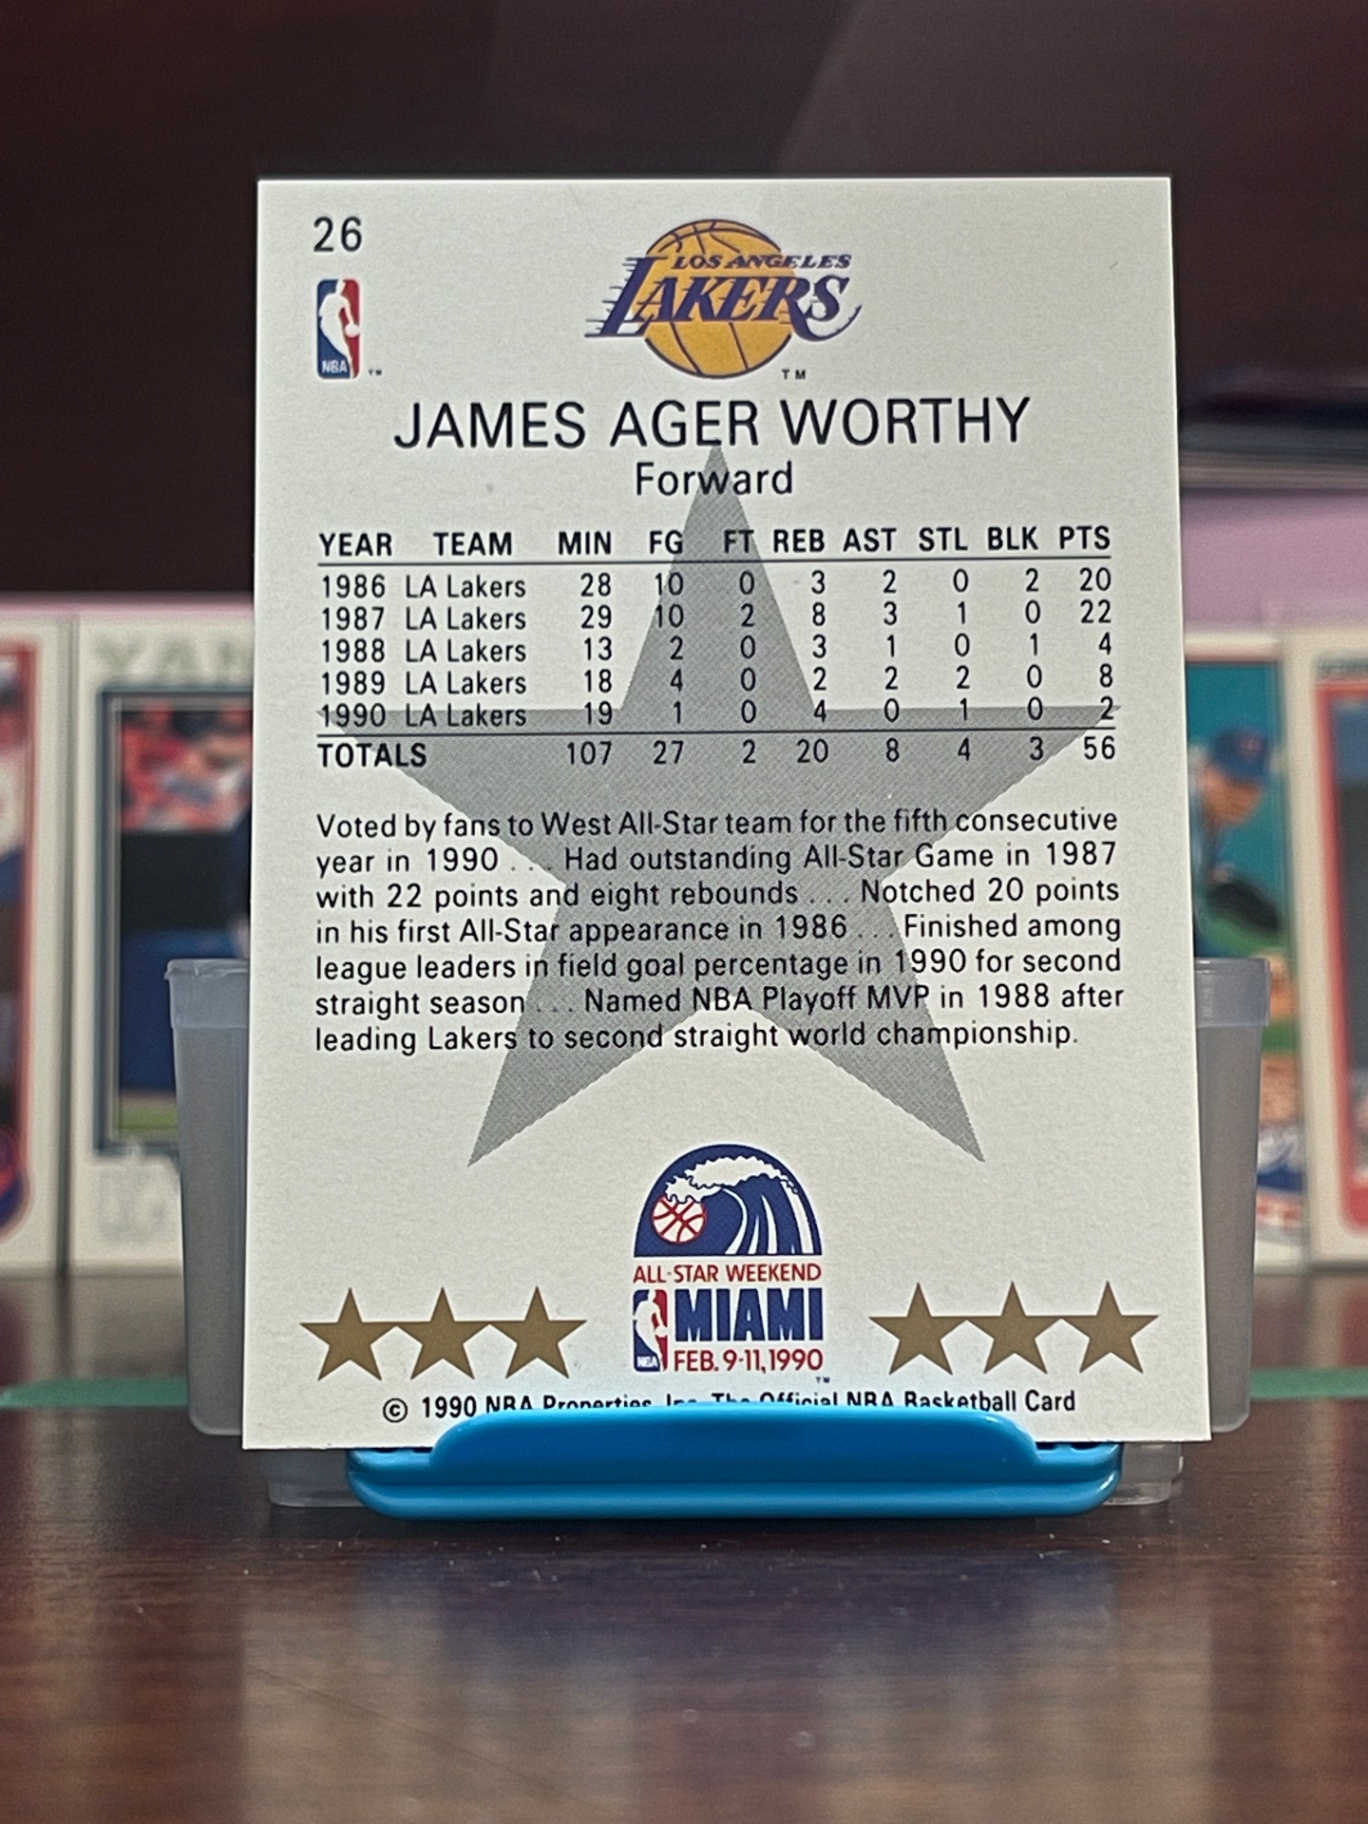 26
LOS ANGELES
LAKERS
TM
NBA
TM
JAMES AGER WORTHY
Forward
YEAR TEAM MIN FG FT REB AST STL BLK PTS
1986 LA Lakers 28 10 0 3 2 0 2 20
1987 LA Lakers 29 10 2 8 3 1 0 22
1988 LA Lakers 13 2 0 3 1 0 1 4
1989 LA Lakers 18 4 0 2 2 2 0 8
1990 LA Lakers 19 1 0 4 0 1 0 2
TOTALS 107 27 2 20 8 4 3 56
Voted by fans to West All-Star team for the fifth consecutive
year in 1990 . . . Had outstanding All-Star Game in 1987
with 22 points and eight rebounds . . . Notched 20 points
in his first All-Star appearance in 1986 . . . Finished among
league leaders in field goal percentage in 1990 for second
straight season . . . Named NBA Playoff MVP in 1988 after
leading Lakers to second straight world championship.
ALL-STAR WEEKEND
MIAMI
NBA
FEB. 9-11, 1990
TM
© 1990 NBA Properties, Inc. The Official NBA Basketball Card